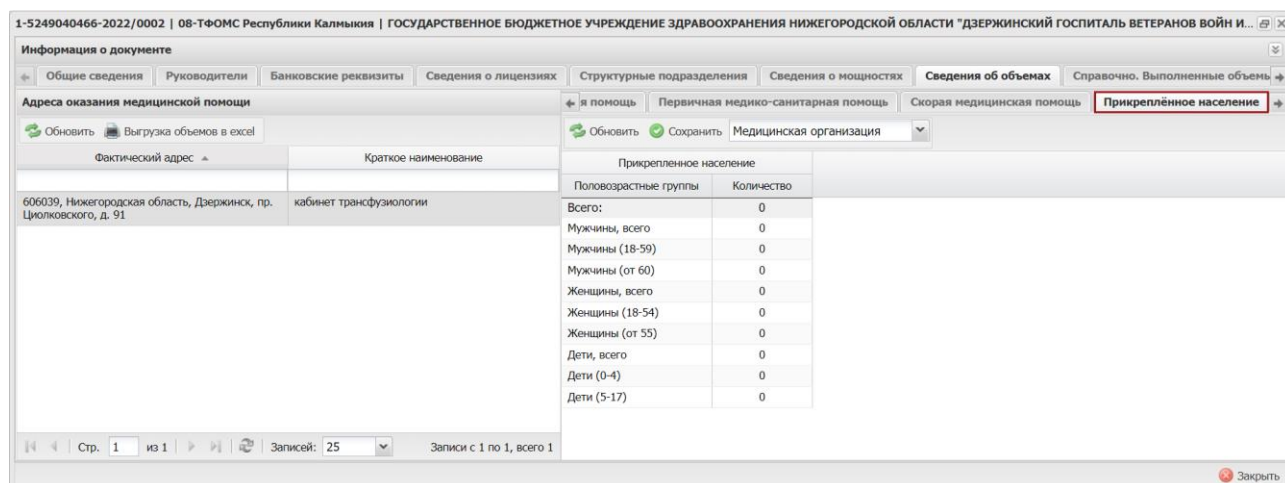 1-5249040466-2022/0002 | 08-ТФОМС Республики Калмыкия | ГОСУДАРСТВЕННОЕ БЮДЖЕТНОЕ УЧРЕЖДЕНИЕ ЗДРАВООХРАНЕНИЯ НИЖЕГОРОДСКОЙ ОБЛАСТИ "ДЗЕРЖИНСКИЙ ГОСПИТАЛЬ ВЕТЕРАНОВ ВОЙН И...
Информация о документе
Общие сведения Руководители Банковские реквизиты Сведения о лицензиях Структурные подразделения Сведения о мощностях Сведения об объемах Справочно. Выполненные объемы
Адреса оказания медицинской помощи
Обновить Выгрузка объемов в excel
Фактический адрес Краткое наименование
606039, Нижегородская область, Дзержинск, пр. кабинет трансфузиологии
Циолковского, д. 91
Стр. 1 из 1 Записей: 25 Записи с 1 по 1, всего 1
я помощь Первичная медико-санитарная помощь Скорая медицинская помощь Прикреплённое население
Обновить Сохранить Медицинская организация
Прикрепленное население
Половозрастные группы Количество
Всего: 0
Мужчины, всего 0
Мужчины (18-59) 0
Мужчины (от 60) 0
Женщины, всего 0
Женщины (18-54) 0
Женщины (от 55) 0
Дети, всего 0
Дети (0-4) 0
Дети (5-17) 0
Закрыть